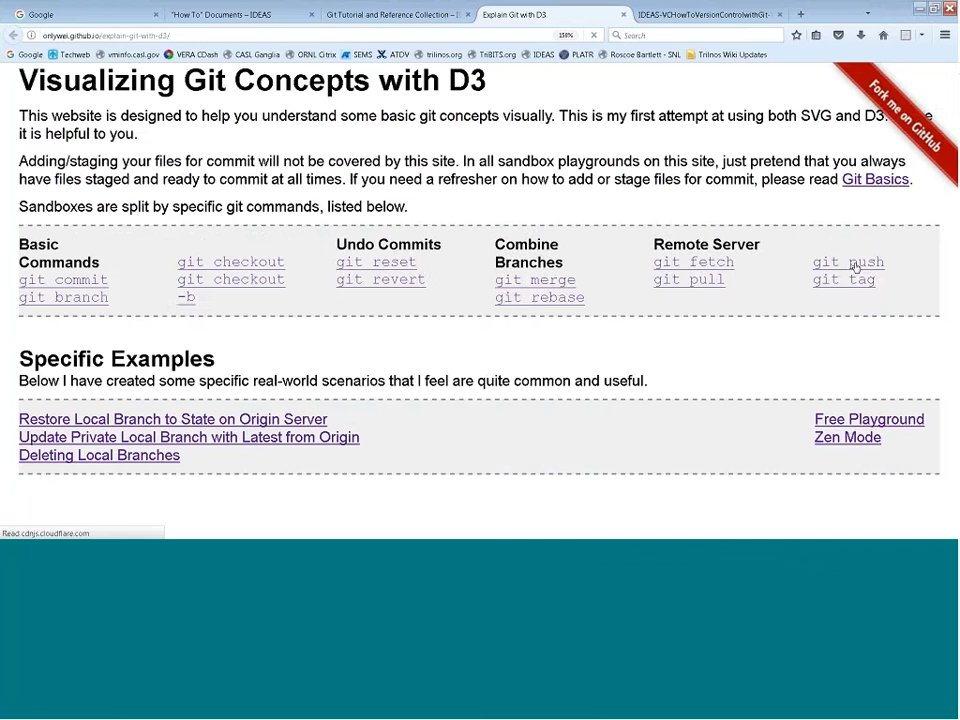 Google
"How To" Documents – IDEAS
Git Tutorial and Reference Collection – I
Explain Git with D3
IDEAS-VCHowToVersionControlwithGit-
onlywei.github.io/explain-git-with-d3/
150%
Search
Google
Techweb
vminfo.casl.gov
VERA CDash
CASL Ganglia
ORNL Citrix
SEMS
ATDV
trilinos.org
TriBITS.org
IDEAS
PLATR
Roscoe Bartlett - SNL
Trilnos Wiki Updates
Visualizing Git Concepts with D3
Fork me on GitHub
This website is designed to help you understand some basic git concepts visually. This is my first attempt at using both SVG and D3.
it is helpful to you.
Adding/staging your files for commit will not be covered by this site. In all sandbox playgrounds on this site, just pretend that you always
have files staged and ready to commit at all times. If you need a refresher on how to add or stage files for commit, please read Git Basics.
Sandboxes are split by specific git commands, listed below.
Basic
Commands
git commit
git branch
git checkout
git checkout
-b
Undo Commits
git reset
git revert
Combine
Branches
git merge
git rebase
Remote Server
git fetch
git pull
git push
git tag
Specific Examples
Below I have created some specific real-world scenarios that I feel are quite common and useful.
Restore Local Branch to State on Origin Server
Update Private Local Branch with Latest from Origin
Deleting Local Branches
Free Playground
Zen Mode
Read cdnjs.cloudflare.com